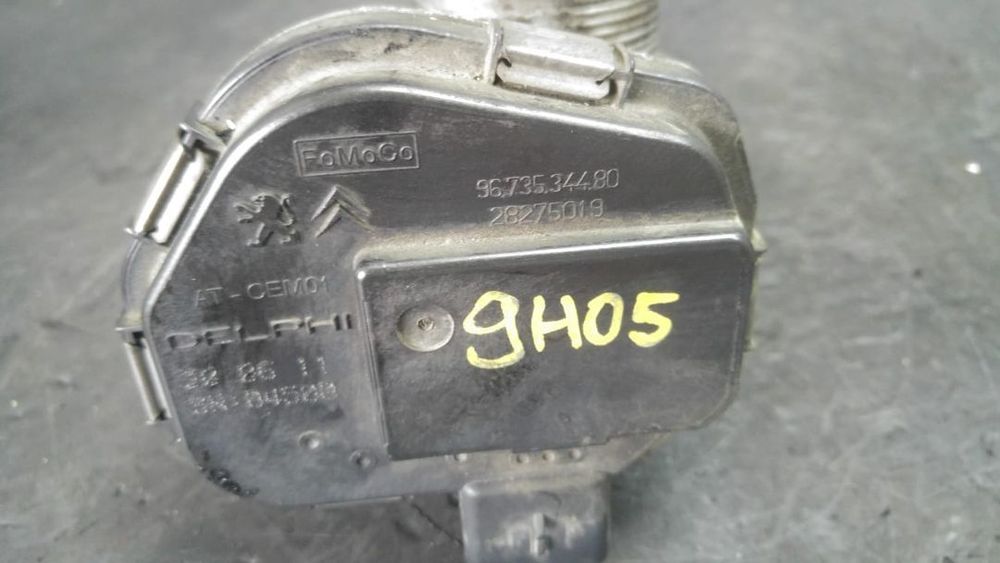 FoMoCo
96.735.344.80
28275019
AT-CEM01
DELPHI
9H05